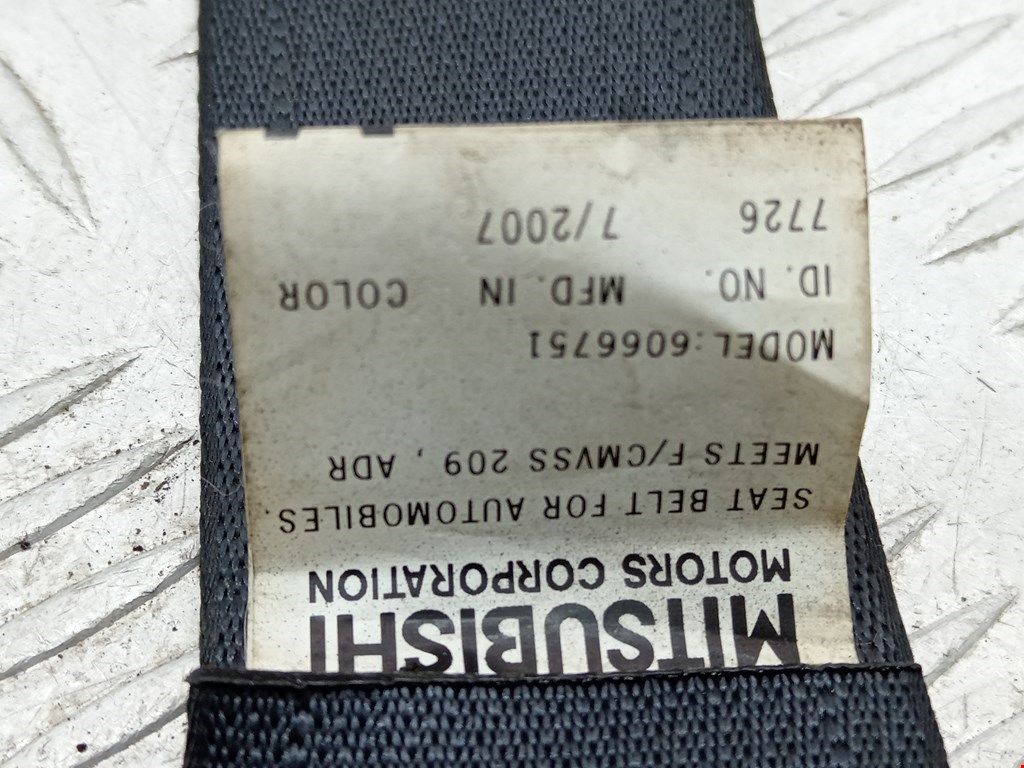 MITSUBISHI
MOTORS CORPORATION
SEAT BELT FOR AUTOMOBILES.
MEETS F/CMVSS 209 , ADR
MODEL:6066751
ID. NO. MFD. IN COLOR
7726 7/2007